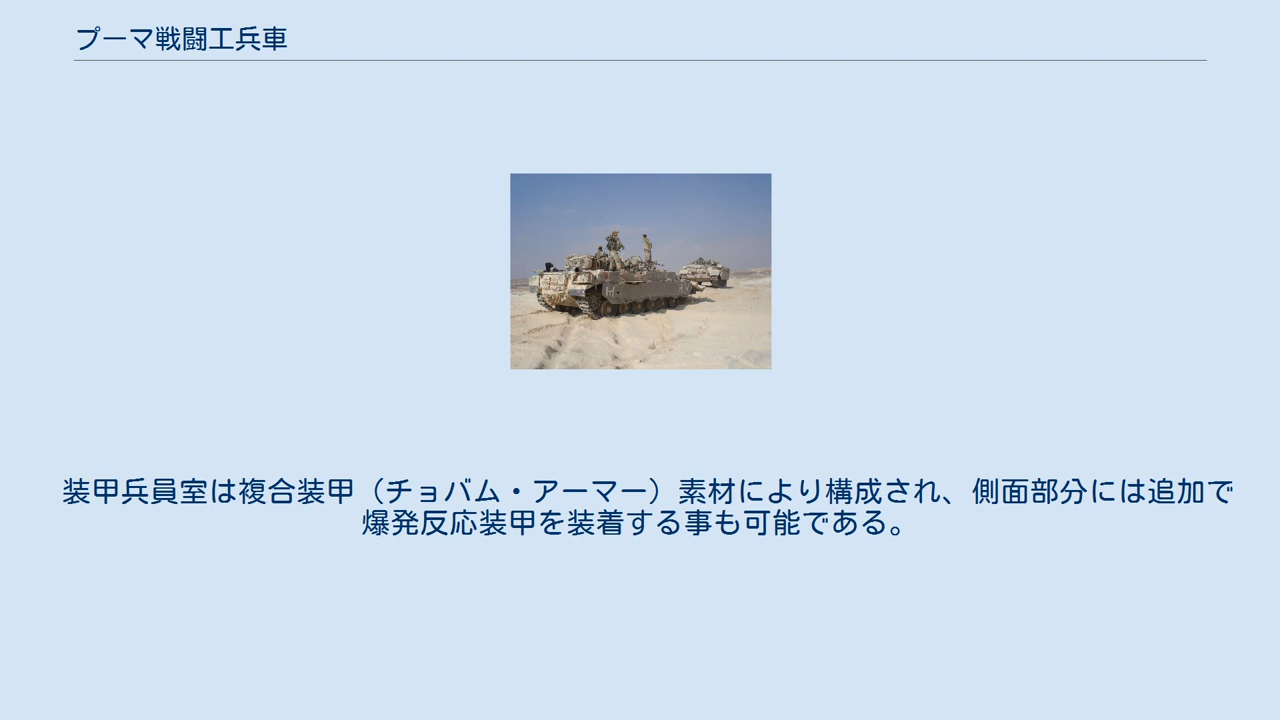 プーマ戦闘工兵車
装甲兵員室は複合装甲（チョバム・アーマー）素材により構成され、側面部分には追加で
爆発反応装甲を装着する事も可能である。